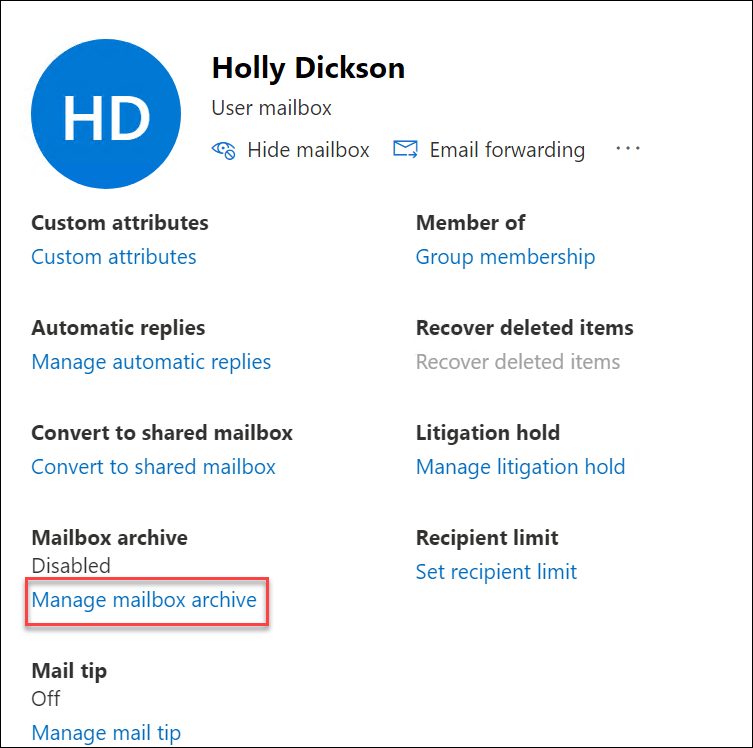 HD
Holly Dickson
User mailbox
Hide mailbox
Email forwarding
...
Custom attributes
Custom attributes
Member of
Group membership
Automatic replies
Manage automatic replies
Recover deleted items
Recover deleted items
Convert to shared mailbox
Convert to shared mailbox
Litigation hold
Manage litigation hold
Mailbox archive
Disabled
Manage mailbox archive
Recipient limit
Set recipient limit
Mail tip
Off
Manage mail tip